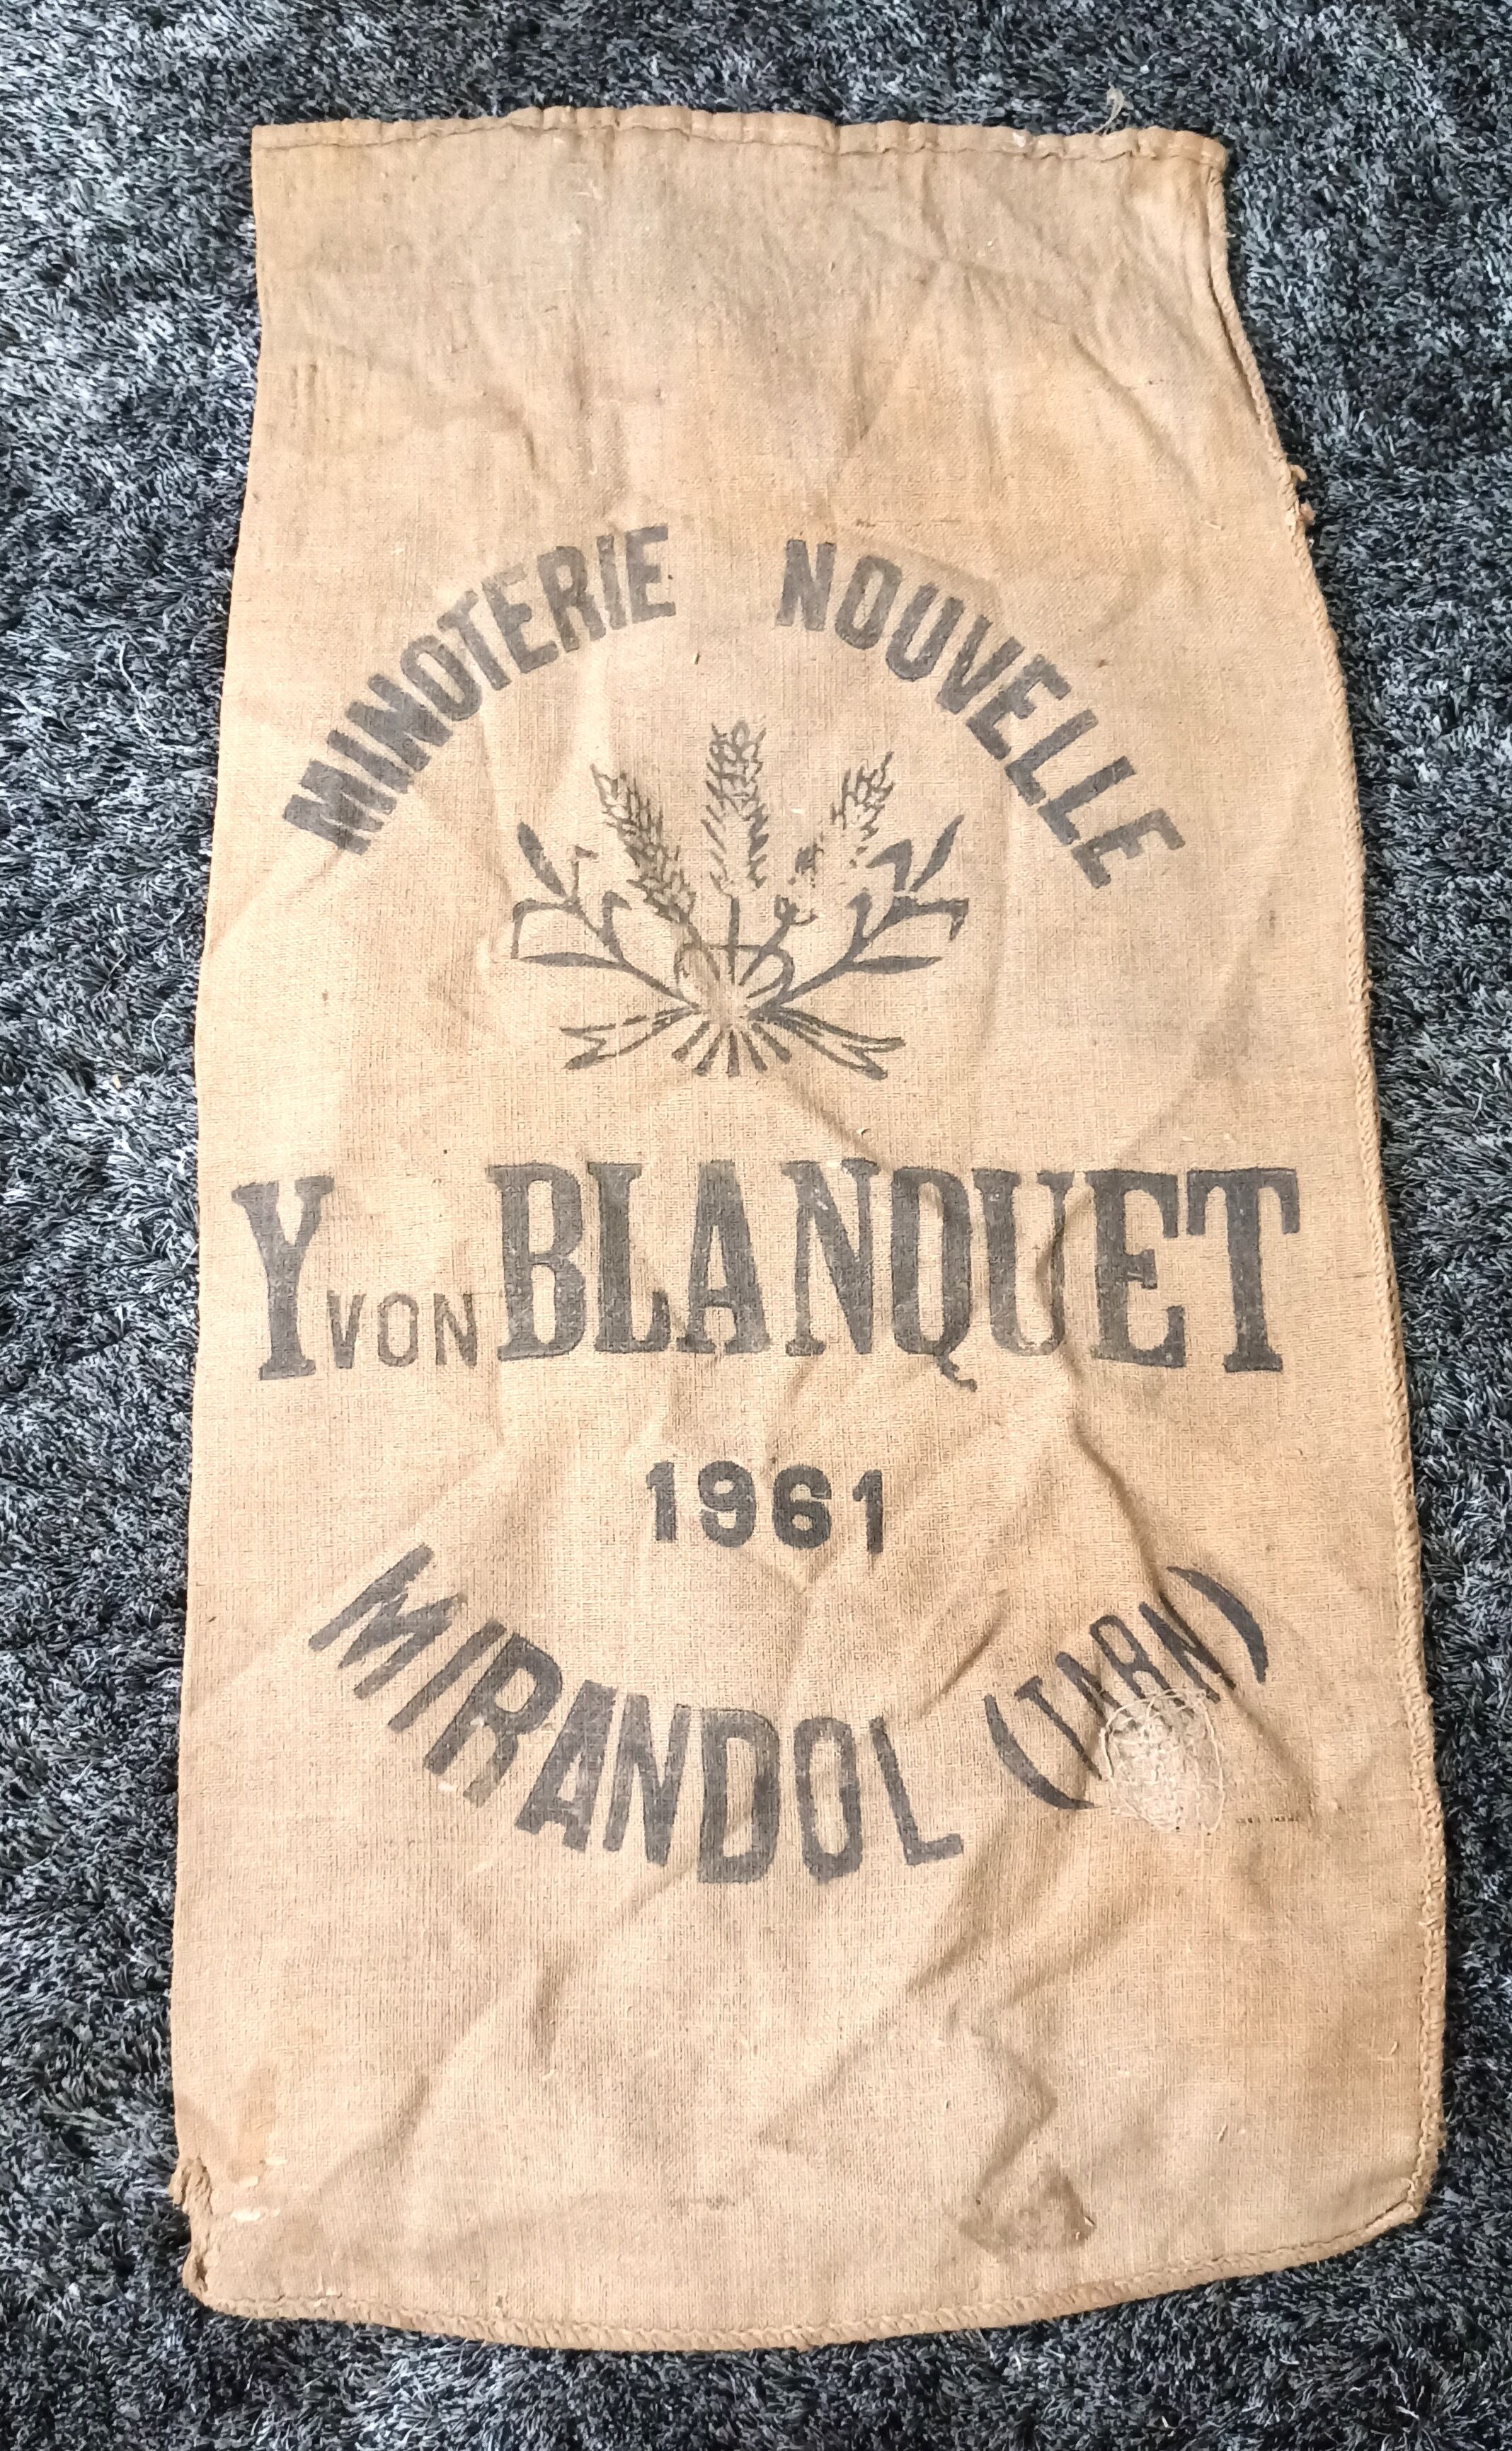 MINOTERIE NOUVELLE
YVON BLANQUET
1961
MIRANDOL (TARN)